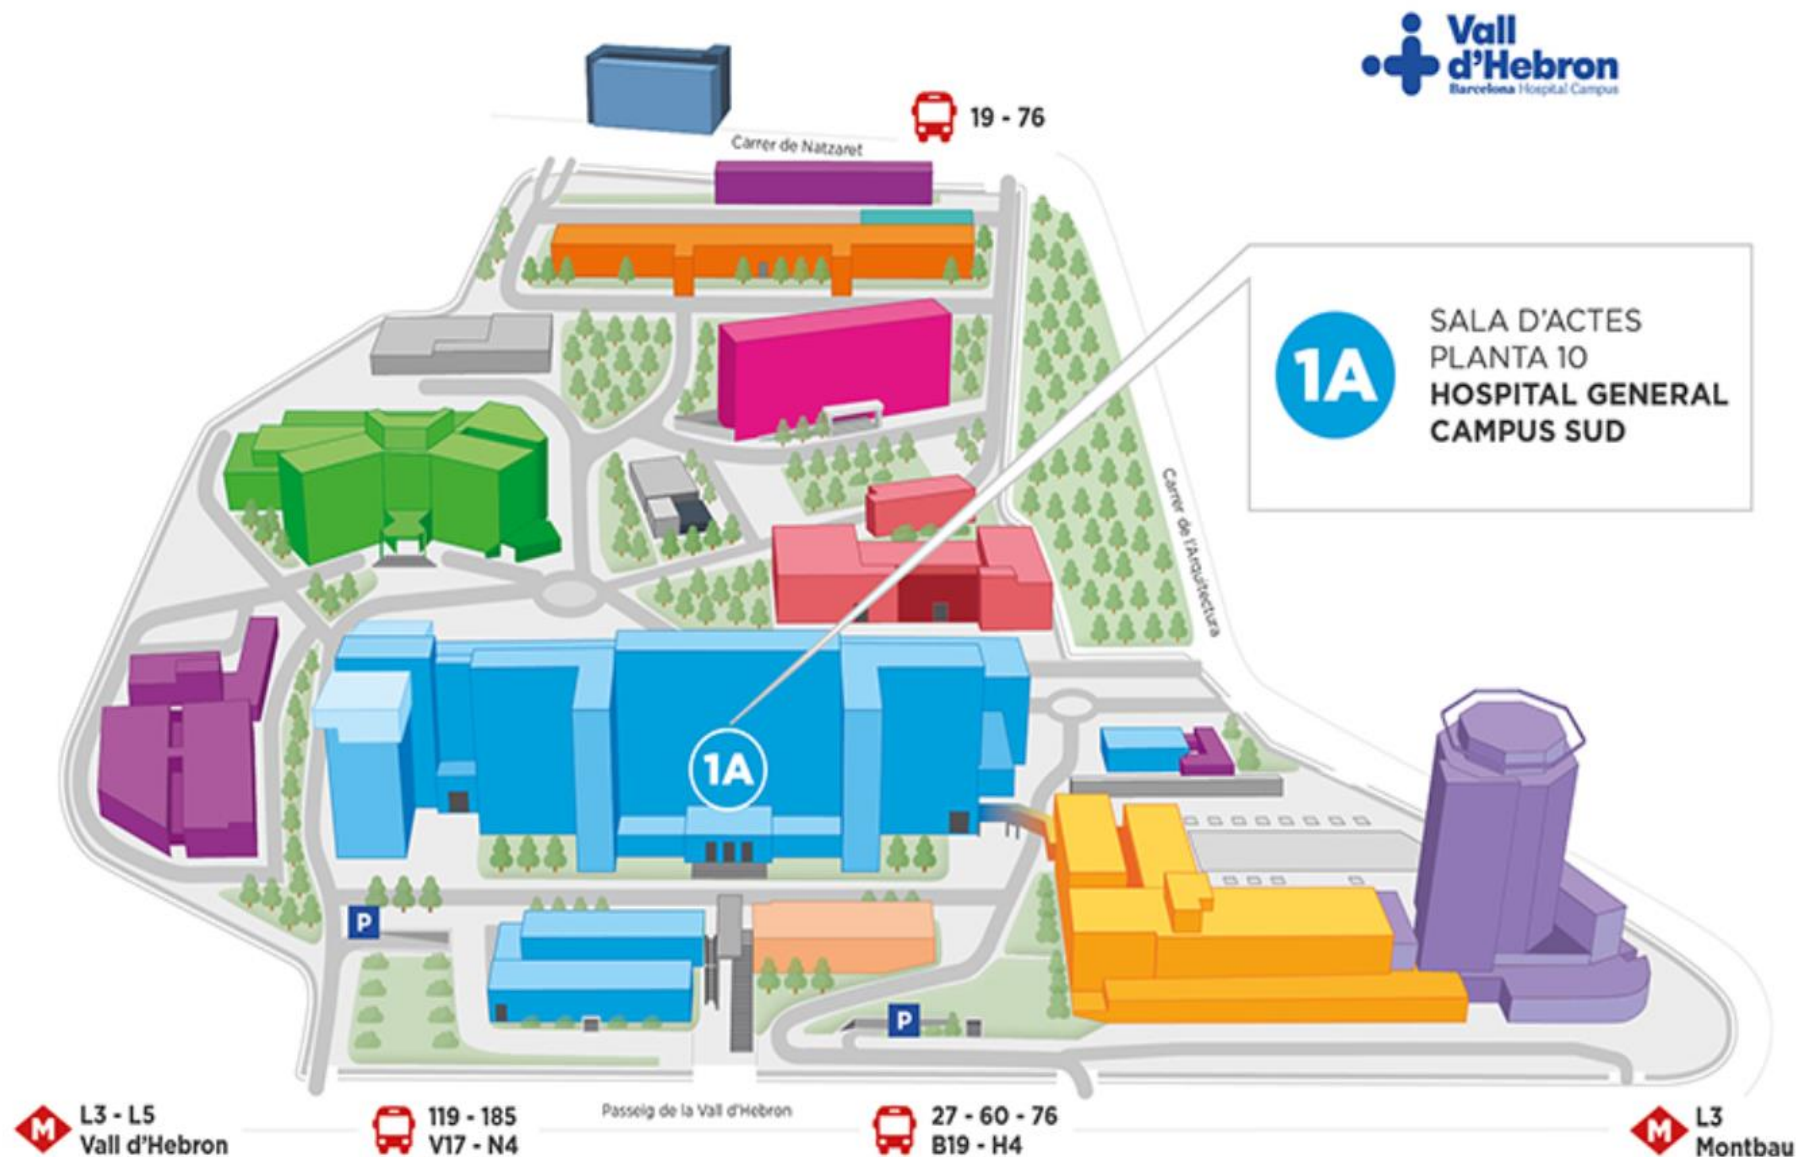 Vall
d'Hebron
Barcelona Hospital Campus
19 - 76
Carrer de Natzaret
1A
SALA D'ACTES
PLANTA 10
HOSPITAL GENERAL
CAMPUS SUD
Carrer de l'Arquitectura
1A
P
P
M
L3 - L5
Vall d'Hebron
119 - 185
V17 - N4
Passeig de la Vall d'Hebron
27 - 60 - 76
B19 - H4
M
L3
Montbau